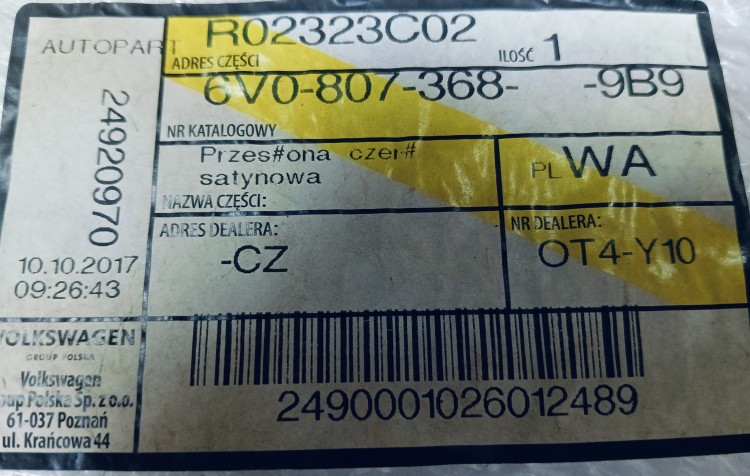 AUTOPART
R02323C02
ADRES CZĘŚCI
ILOŚĆ 1
6V0-807-368- -9B9
NR KATALOGOWY
24920970
Przes#ona czer#
satynowa
NAZWA CZĘŚCI:
PL WA
ADRES DEALERA:
-CZ
NR DEALERA:
OT4-Y10
10.10.2017
09:26:43
VOLKSWAGEN
GROUP POLSKA
Volkswagen
oup Polska Sp. z o.o.
61-037 Poznań
ul. Krańcowa 44
2490001026012489